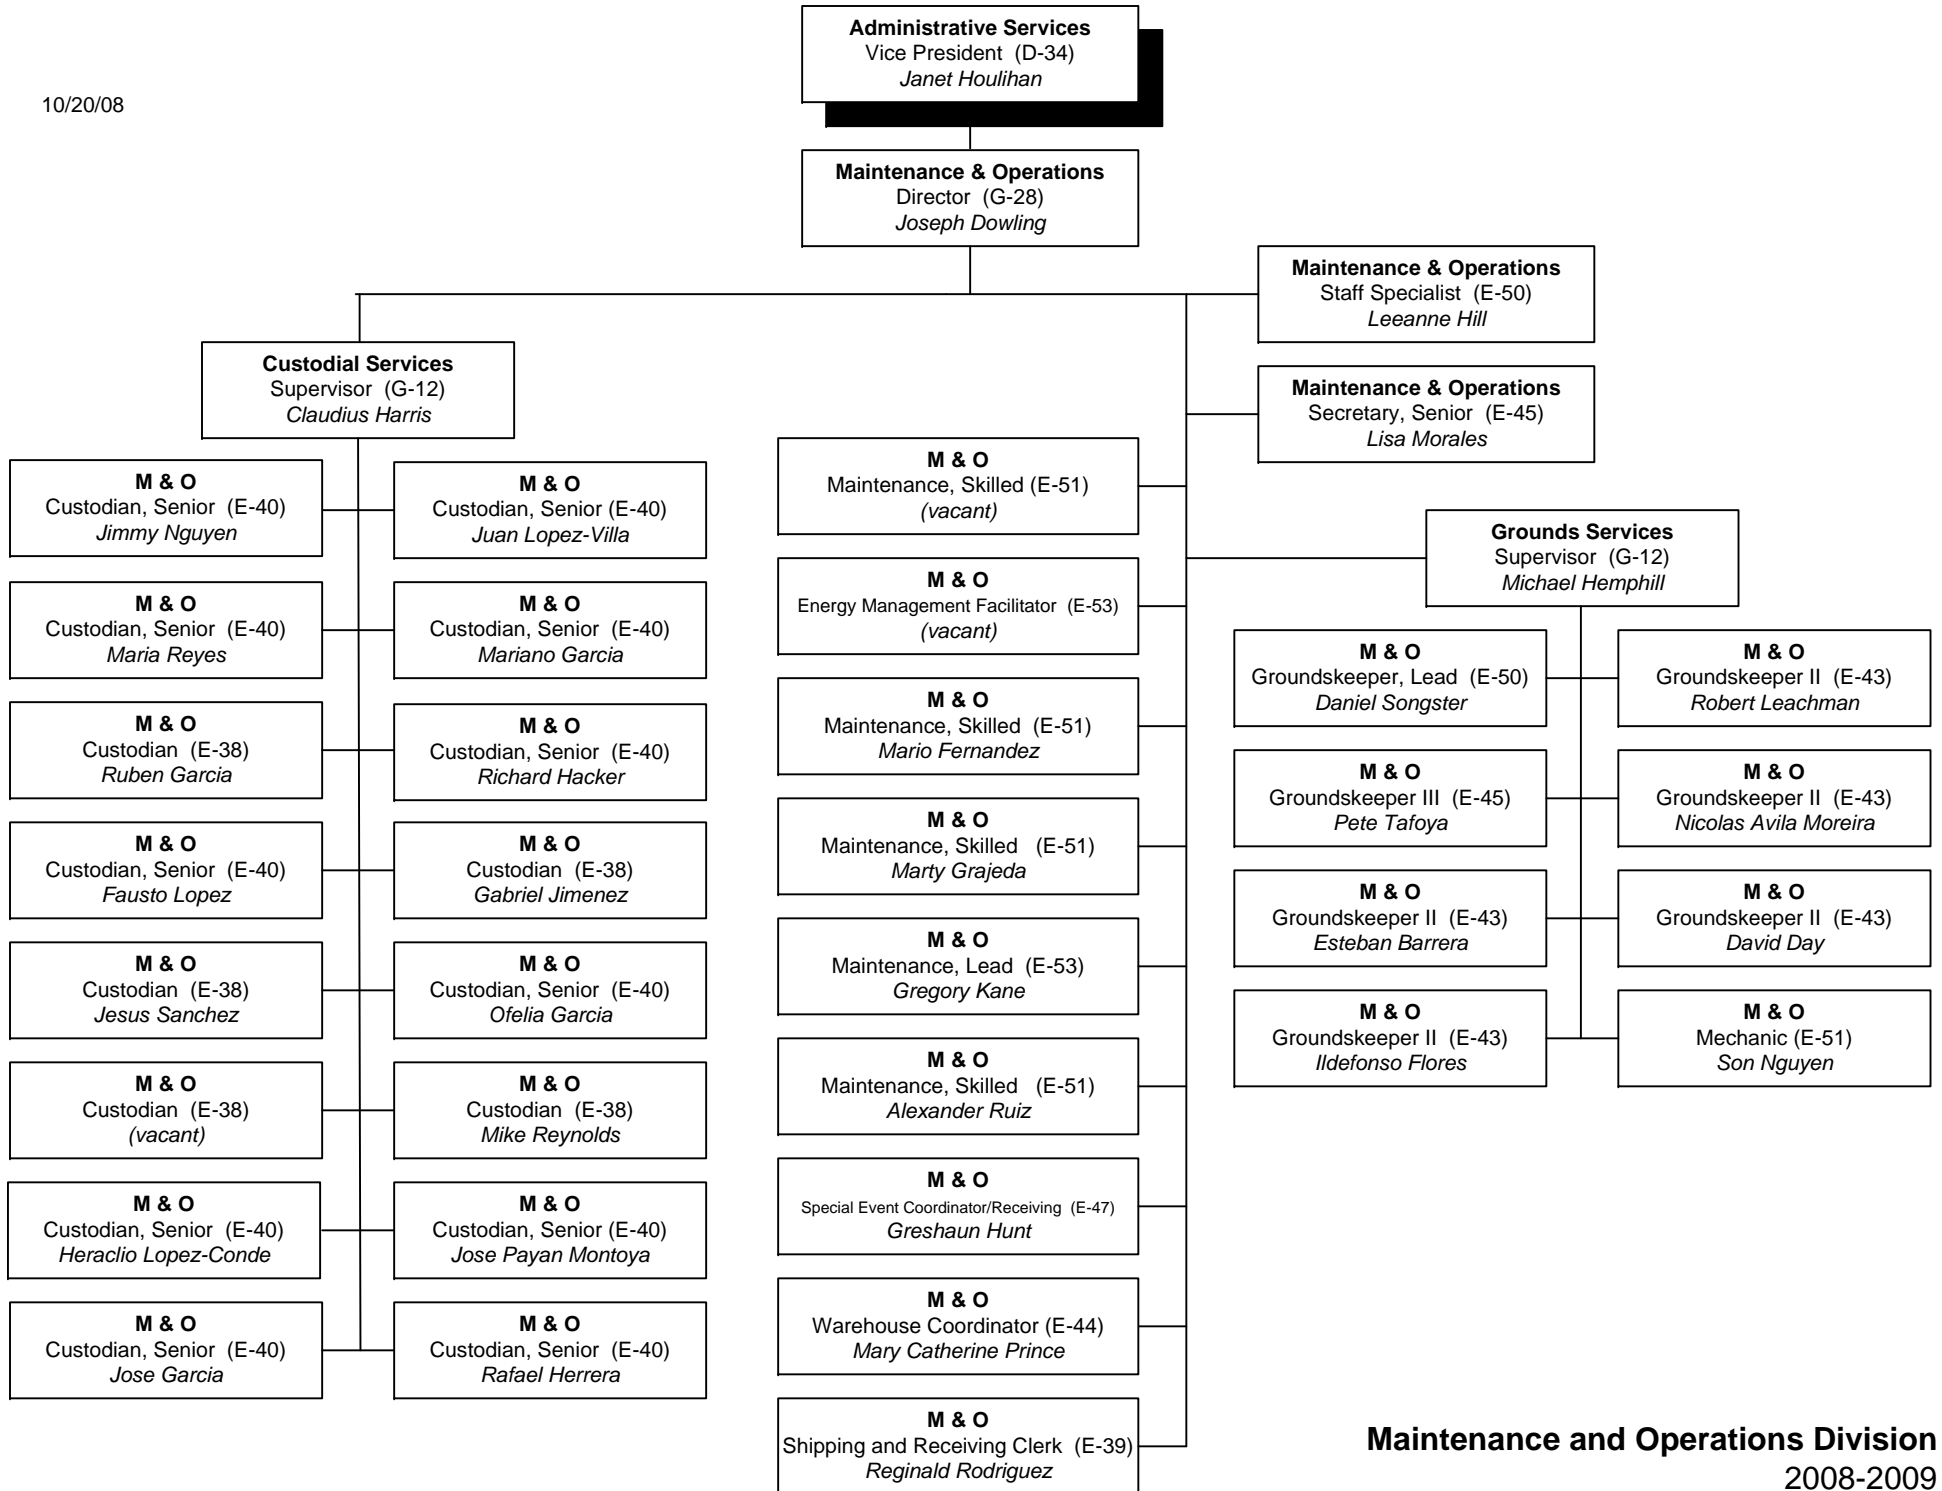 Administrative Services
Vice President (D-34)
Janet Houlihan
10/20/08
Maintenance & Operations
Director (G-28)
Joseph Dowling
Maintenance & Operations
Staff Specialist (E-50)
Leeanne Hill
Maintenance & Operations
Secretary, Senior (E-45)
Lisa Morales
Custodial Services
Supervisor (G-12)
Claudius Harris
M & O
Custodian, Senior (E-40)
Jimmy Nguyen
M & O
Custodian, Senior (E-40)
Juan Lopez-Villa
M & O
Custodian, Senior (E-40)
Maria Reyes
M & O
Custodian, Senior (E-40)
Mariano Garcia
M & O
Custodian (E-38)
Ruben Garcia
M & O
Custodian, Senior (E-40)
Richard Hacker
M & O
Custodian, Senior (E-40)
Fausto Lopez
M & O
Custodian (E-38)
Gabriel Jimenez
M & O
Custodian (E-38)
Jesus Sanchez
M & O
Custodian, Senior (E-40)
Ofelia Garcia
M & O
Custodian (E-38)
(vacant)
M & O
Custodian (E-38)
Mike Reynolds
M & O
Custodian, Senior (E-40)
Heraclio Lopez-Conde
M & O
Custodian, Senior (E-40)
Jose Payan Montoya
M & O
Custodian, Senior (E-40)
Jose Garcia
M & O
Custodian, Senior (E-40)
Rafael Herrera
M & O
Maintenance, Skilled (E-51)
(vacant)
M & O
Energy Management Facilitator (E-53)
(vacant)
M & O
Maintenance, Skilled (E-51)
Mario Fernandez
M & O
Maintenance, Skilled (E-51)
Marty Grajeda
M & O
Maintenance, Lead (E-53)
Gregory Kane
M & O
Maintenance, Skilled (E-51)
Alexander Ruiz
M & O
Special Event Coordinator/Receiving (E-47)
Greshaun Hunt
M & O
Warehouse Coordinator (E-44)
Mary Catherine Prince
M & O
Shipping and Receiving Clerk (E-39)
Reginald Rodriguez
Grounds Services
Supervisor (G-12)
Michael Hemphill
M & O
Groundskeeper, Lead (E-50)
Daniel Songster
M & O
Groundskeeper II (E-43)
Robert Leachman
M & O
Groundskeeper III (E-45)
Pete Tafoya
M & O
Groundskeeper II (E-43)
Nicolas Avila Moreira
M & O
Groundskeeper II (E-43)
Esteban Barrera
M & O
Groundskeeper II (E-43)
David Day
M & O
Groundskeeper II (E-43)
Ildefonso Flores
M & O
Mechanic (E-51)
Son Nguyen
Maintenance and Operations Division
2008-2009